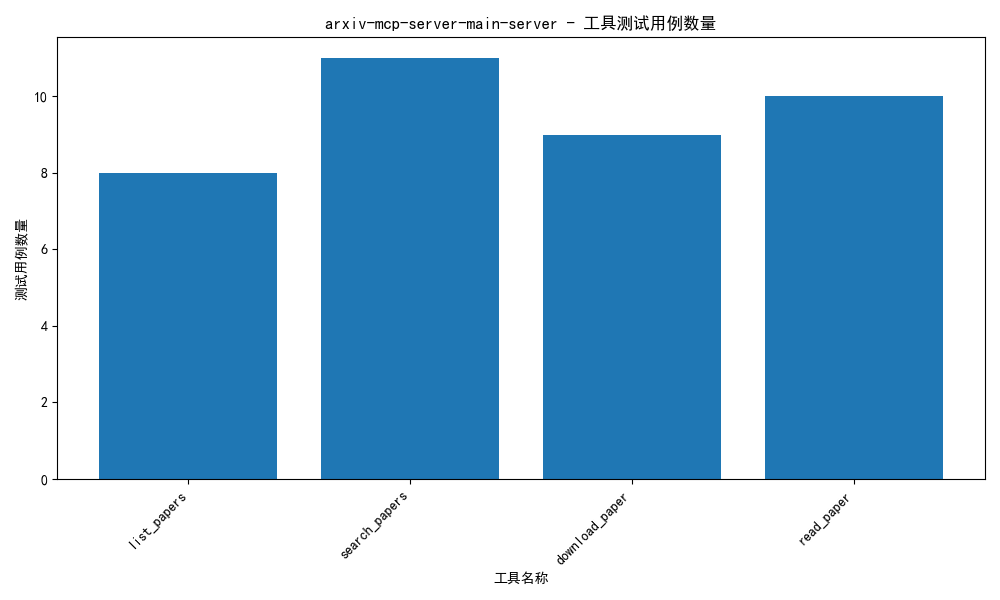 arxiv-mcp-server-main-server - 工具测试用例数量
测试用例数量
10
8
6
4
2
0
list_papers
search_papers
download_paper
read_paper
工具名称